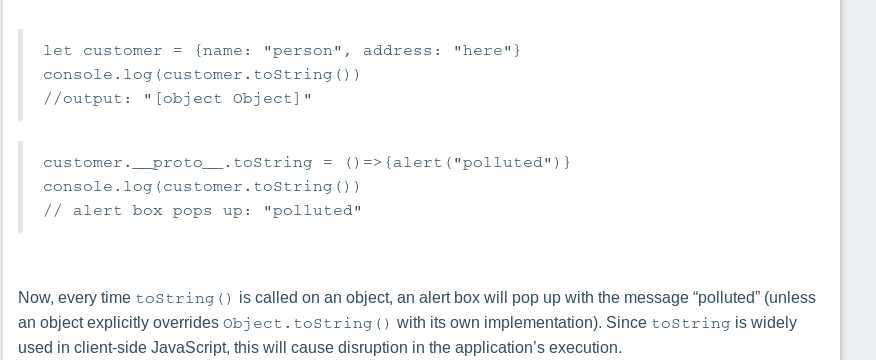 let customer = {name: "person", address: "here"}
console.log(customer.toString())
//output: "[object Object]"
customer.__proto__.toString = ()=>{alert("polluted")}
console.log(customer.toString())
// alert box pops up: "polluted"
Now, every time toString() is called on an object, an alert box will pop up with the message “polluted” (unless
an object explicitly overrides Object.toString() with its own implementation). Since toString is widely
used in client-side JavaScript, this will cause disruption in the application’s execution.